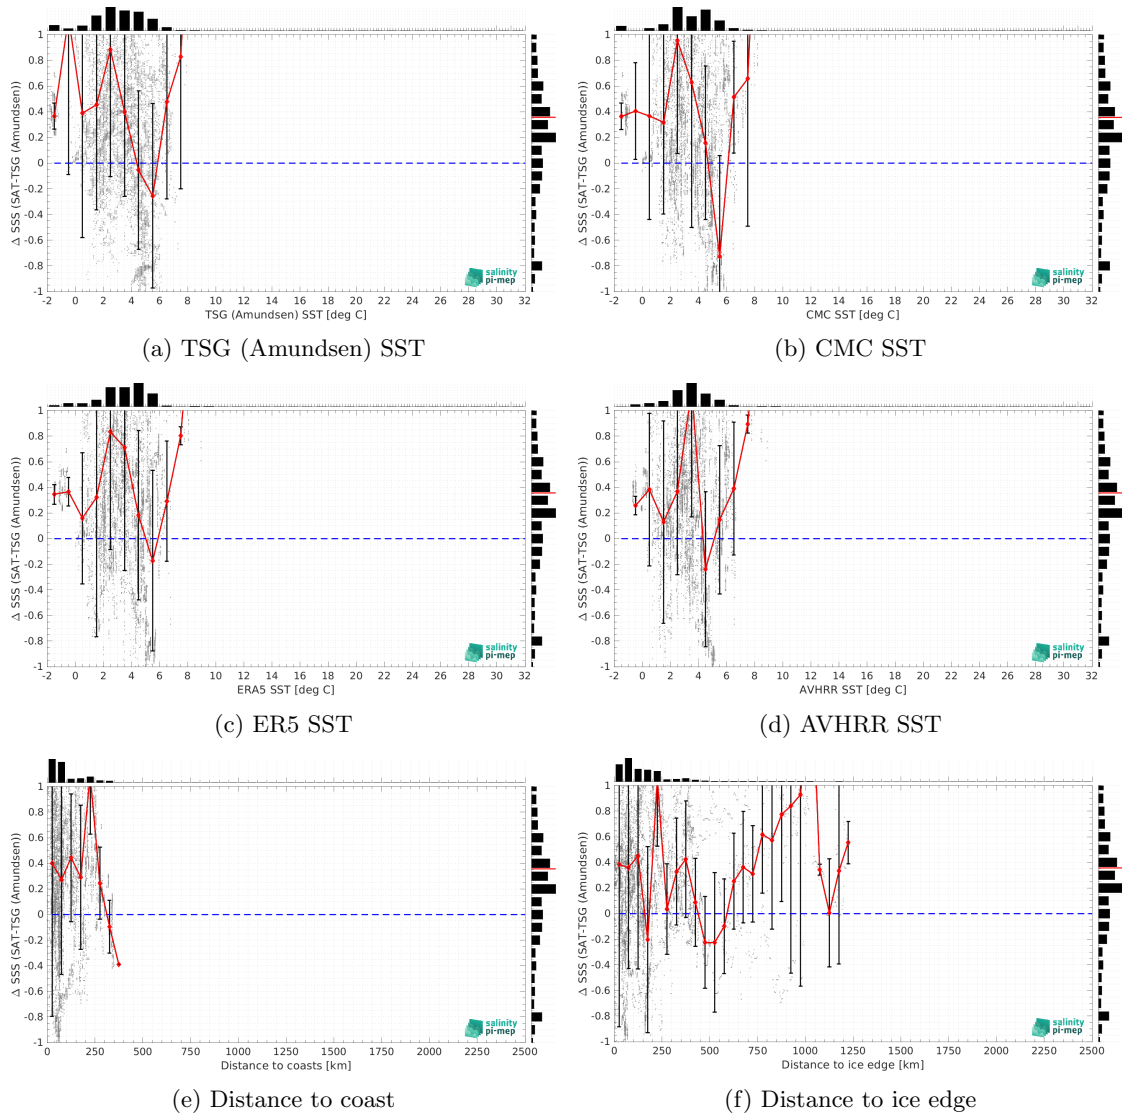 Δ SSS (SAT-TSG (Amundsen))
1
0.8
0.6
0.4
0.2
0
-0.2
-0.4
-0.6
-0.8
-1
-2 0 2 4 6 8 10 12 14 16 18 20 22 24 26 28 30 32
TSG (Amundsen) SST [deg C]
salinity
pi-mep
(a) TSG (Amundsen) SST
Δ SSS (SAT-TSG (Amundsen))
1
0.8
0.6
0.4
0.2
0
-0.2
-0.4
-0.6
-0.8
-1
-2 0 2 4 6 8 10 12 14 16 18 20 22 24 26 28 30 32
CMC SST [deg C]
salinity
pi-mep
(b) CMC SST
Δ SSS (SAT-TSG (Amundsen))
1
0.8
0.6
0.4
0.2
0
-0.2
-0.4
-0.6
-0.8
-1
-2 0 2 4 6 8 10 12 14 16 18 20 22 24 26 28 30 32
ERA5 SST [deg C]
salinity
pi-mep
(c) ER5 SST
Δ SSS (SAT-TSG (Amundsen))
1
0.8
0.6
0.4
0.2
0
-0.2
-0.4
-0.6
-0.8
-1
-2 0 2 4 6 8 10 12 14 16 18 20 22 24 26 28 30 32
AVHRR SST [deg C]
salinity
pi-mep
(d) AVHRR SST
Δ SSS (SAT-TSG (Amundsen))
1
0.8
0.6
0.4
0.2
0
-0.2
-0.4
-0.6
-0.8
-1
0 250 500 750 1000 1250 1500 1750 2000 2250 2500
Distance to coasts [km]
salinity
pi-mep
(e) Distance to coast
Δ SSS (SAT-TSG (Amundsen))
1
0.8
0.6
0.4
0.2
0
-0.2
-0.4
-0.6
-0.8
-1
0 250 500 750 1000 1250 1500 1750 2000 2250 2500
Distance to ice edge [km]
salinity
pi-mep
(f) Distance to ice edge